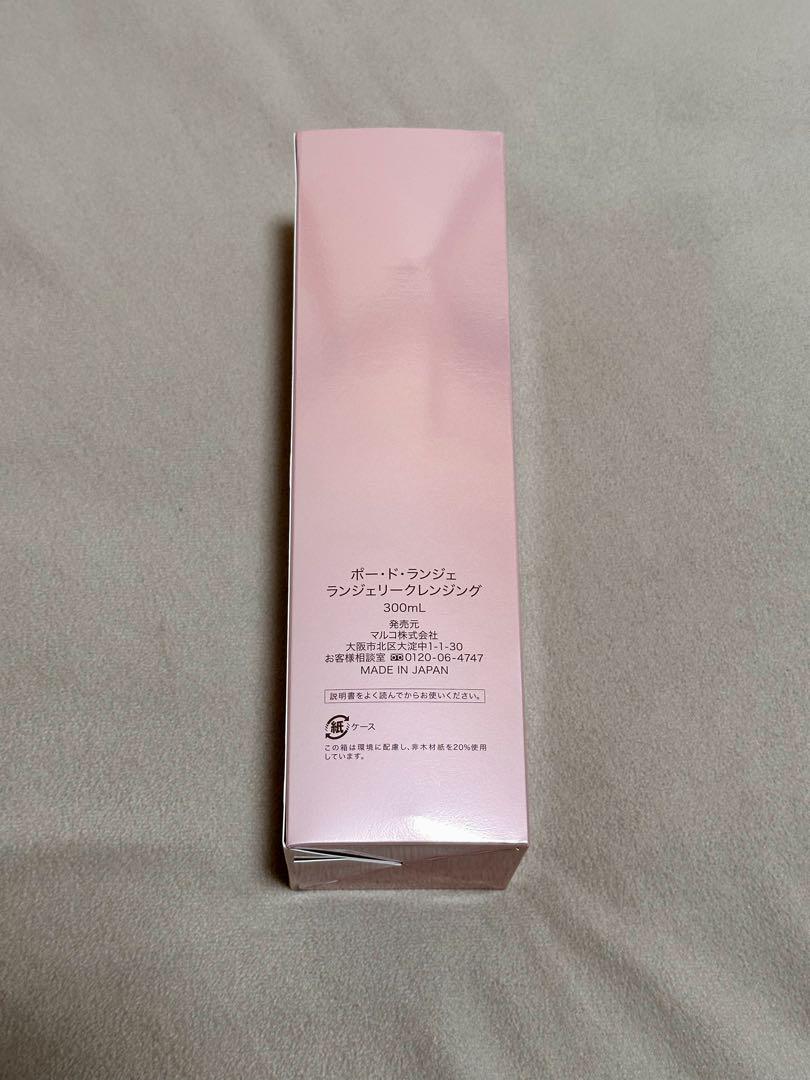 ポー・ド・ランジェ
ランジェリークレンジング
300mL
発売元
マルコ株式会社
大阪市北区大淀中1-1-30
お客様相談室 0120-06-4747
MADE IN JAPAN
説明書をよく読んでからお使いください。
紙 ケース
この箱は環境に配慮し、非木材紙を20%使用
しています。